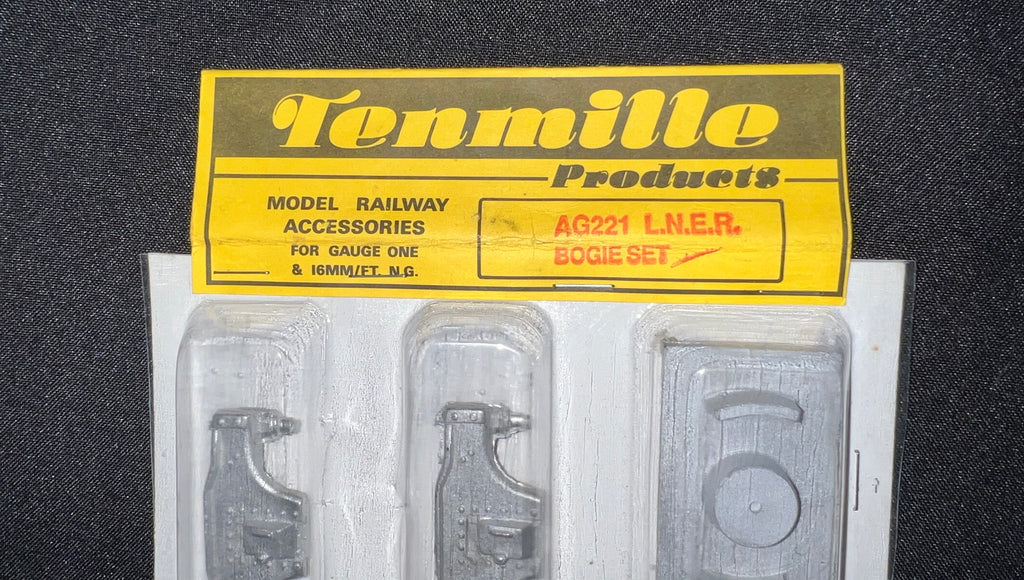 Tenmille
Products
MODEL RAILWAY
ACCESSORIES
FOR GAUGE ONE
& 16MM/FT. N.G.
AG221 L.N.E.R.
BOGIE SET